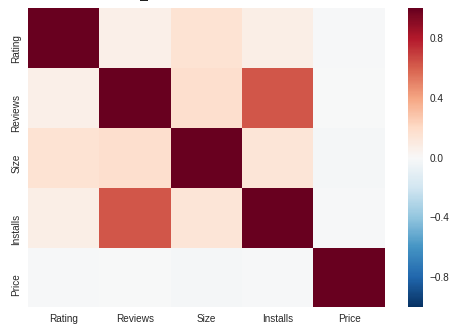 Rating
Reviews
Size
Installs
Price
Rating
Reviews
Size
Installs
Price
0.8
0.4
0.0
−0.4
−0.8